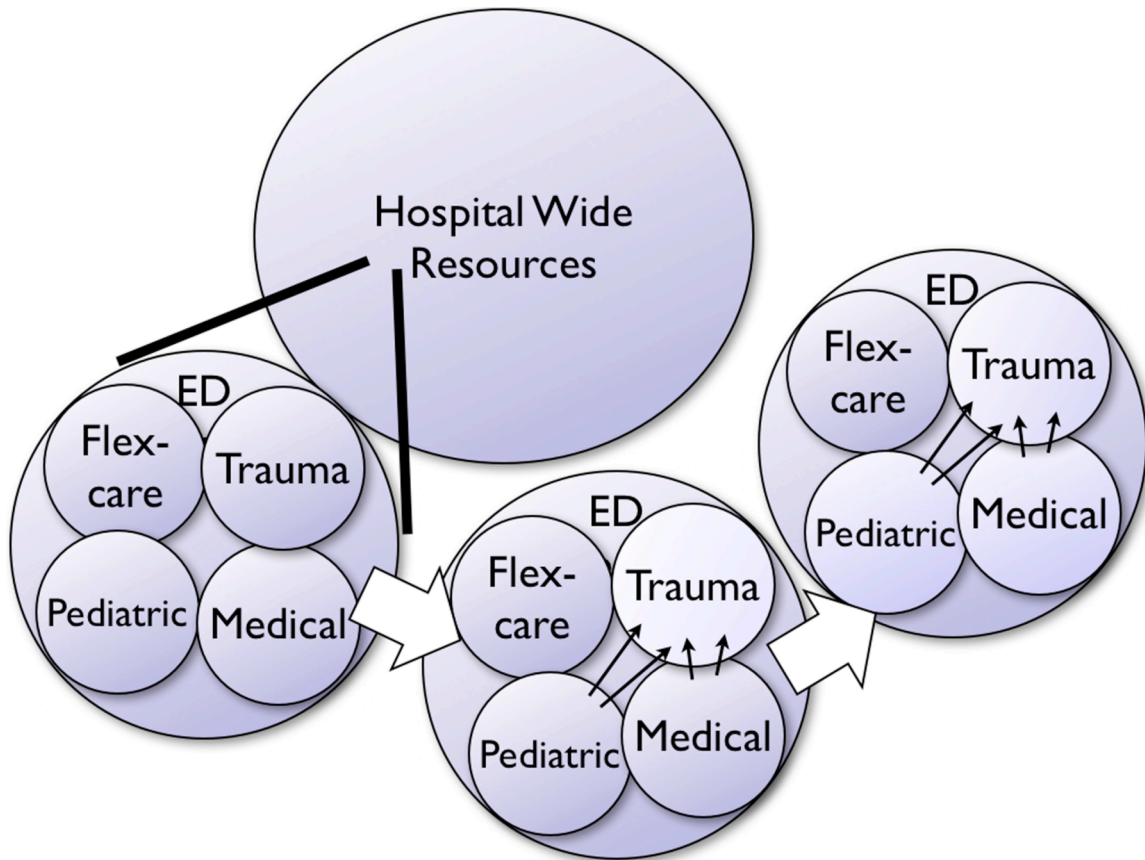 Hospital Wide
Resources
ED
Flex-
care
Trauma
Pediatric
Medical
ED
Flex-
care
Trauma
Pediatric
Medical
ED
Flex-
care
Trauma
Pediatric
Medical